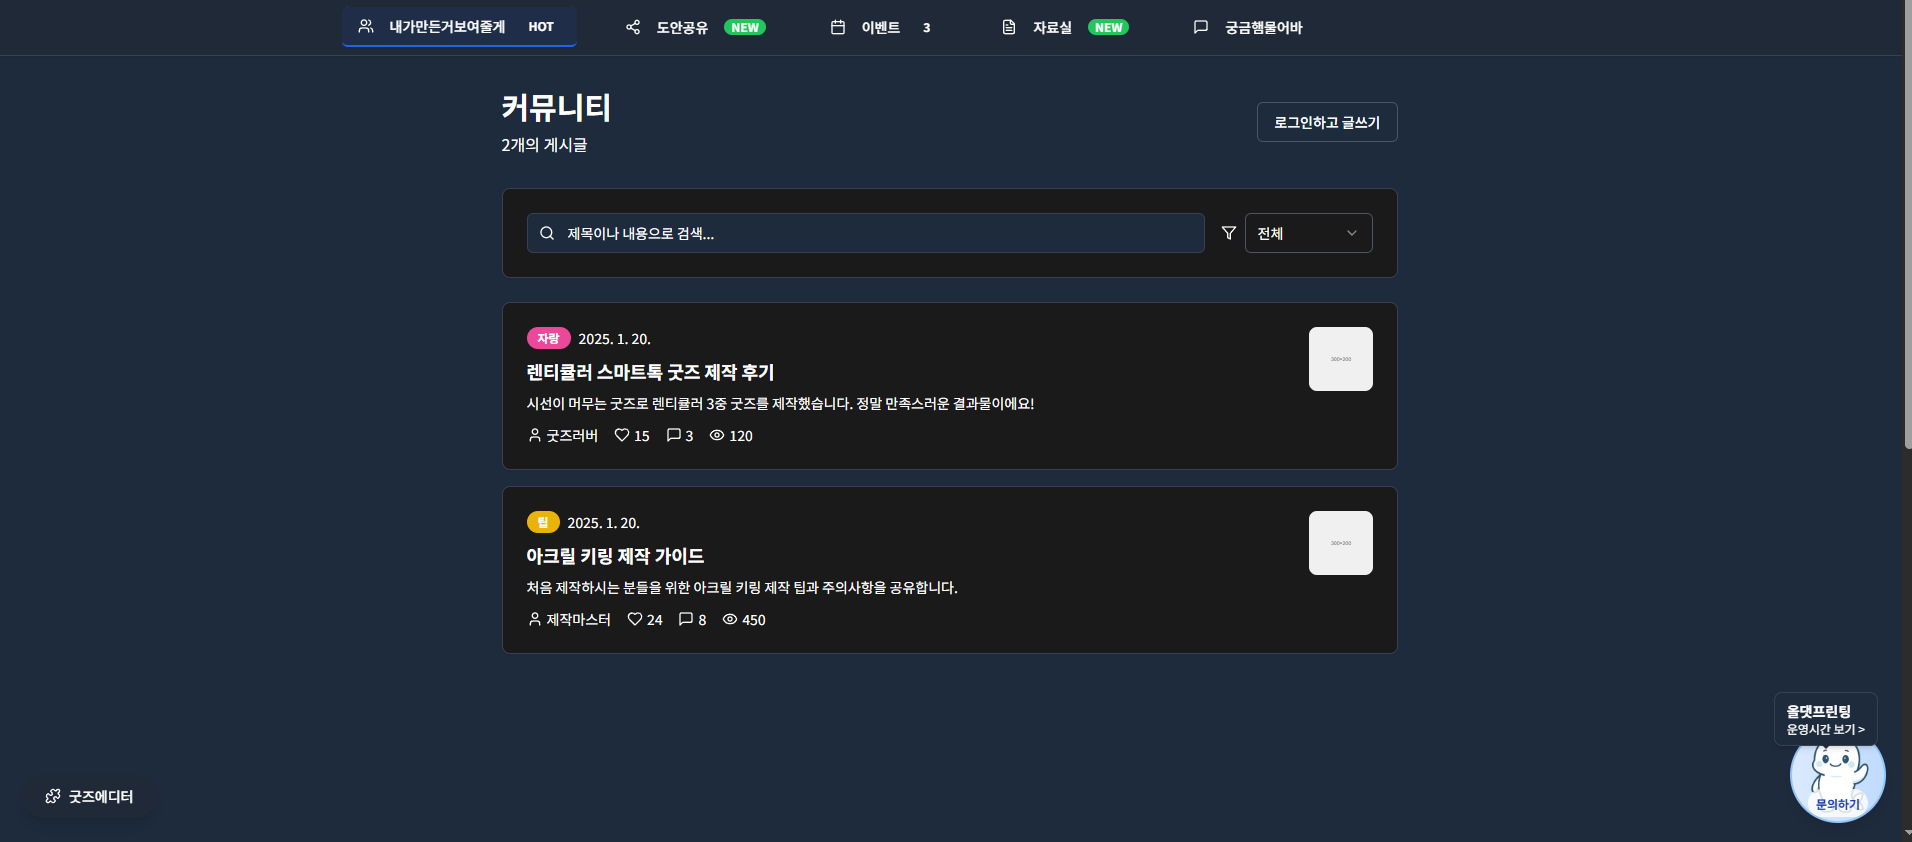 내가만든거보여줄게 HOT 도안공유 NEW 이벤트 3 자료실 NEW 궁금햄물어바
커뮤니티
2개의 게시글
로그인하고 글쓰기
제목이나 내용으로 검색...
전체
자랑 2025. 1. 20.
렌티큘러 스마트톡 굿즈 제작 후기
시선이 머무는 굿즈로 렌티큘러 3중 굿즈를 제작했습니다. 정말 만족스러운 결과물이에요!
굿즈러버 15 3 120
300×300
팁 2025. 1. 20.
아크릴 키링 제작 가이드
처음 제작하시는 분들을 위한 아크릴 키링 제작 팁과 주의사항을 공유합니다.
제작마스터 24 8 450
300×300
올댓프린팅
운영시간 보기 >
문의하기
굿즈에디터